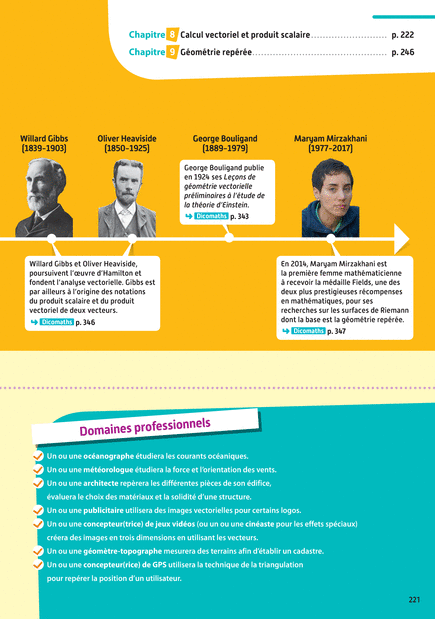 Chapitre 8 Calcul vectoriel et produit scalaire........................ p. 222
Chapitre 9 Géométrie repérée.......................................... p. 246
Willard Gibbs
(1839-1903)
Oliver Heaviside
(1850-1925)
George Bouligand
(1889-1979)
Maryam Mirzakhani
(1977-2017)
George Bouligand publie
en 1924 ses Leçons de
géométrie vectorielle
préliminaires à l'étude de
la théorie d'Einstein.
Dicomaths p. 343
Willard Gibbs et Oliver Heaviside,
poursuivent l'œuvre d'Hamilton et
fondent l'analyse vectorielle. Gibbs est
par ailleurs à l'origine des notations
du produit scalaire et du produit
vectoriel de deux vecteurs.
Dicomaths p. 346
En 2014, Maryam Mirzakhani est
la première femme mathématicienne
à recevoir la médaille Fields, une des
deux plus prestigieuses récompenses
en mathématiques, pour ses
recherches sur les surfaces de Riemann
dont la base est la géométrie repérée.
Dicomaths p. 347
Domaines professionnels
Un ou une océanographe étudiera les courants océaniques.
Un ou une météorologue étudiera la force et l'orientation des vents.
Un ou une architecte repèrera les différentes pièces de son édifice,
évaluera le choix des matériaux et la solidité d'une structure.
Un ou une publicitaire utilisera des images vectorielles pour certains logos.
Un ou une concepteur(trice) de jeux vidéos (ou un ou une cinéaste pour les effets spéciaux)
créera des images en trois dimensions en utilisant les vecteurs.
Un ou une géomètre-topographe mesurera des terrains afin d'établir un cadastre.
Un ou une concepteur(rice) de GPS utilisera la technique de la triangulation
pour repérer la position d'un utilisateur.
221